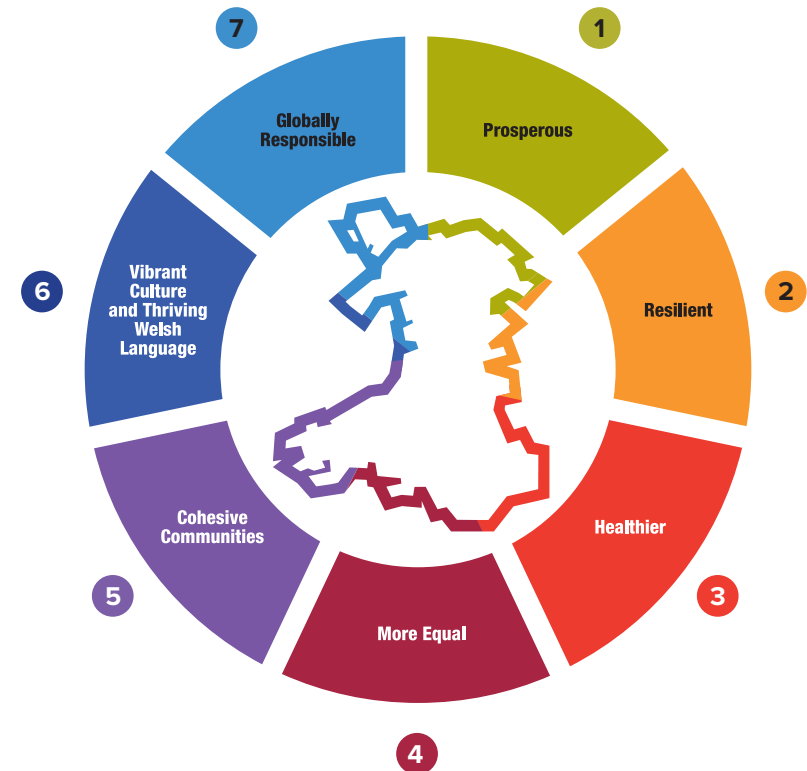 1
Prosperous
2
Resilient
3
Healthier
4
More Equal
5
Cohesive
Communities
6
Vibrant
Culture
and Thriving
Welsh
Language
7
Globally
Responsible